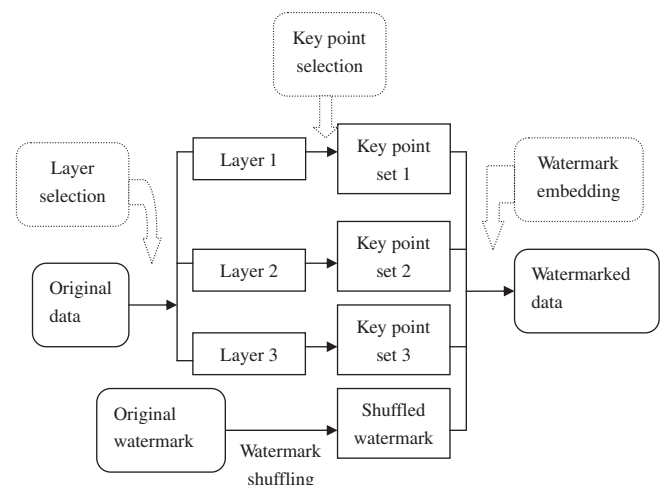 Key point
selection
Layer
selection
Layer 1
Key point
set 1
Watermark
embedding
Layer 2
Key point
set 2
Original
data
Watermarked
data
Layer 3
Key point
set 3
Original
watermark
Watermark
shuffling
Shuffled
watermark